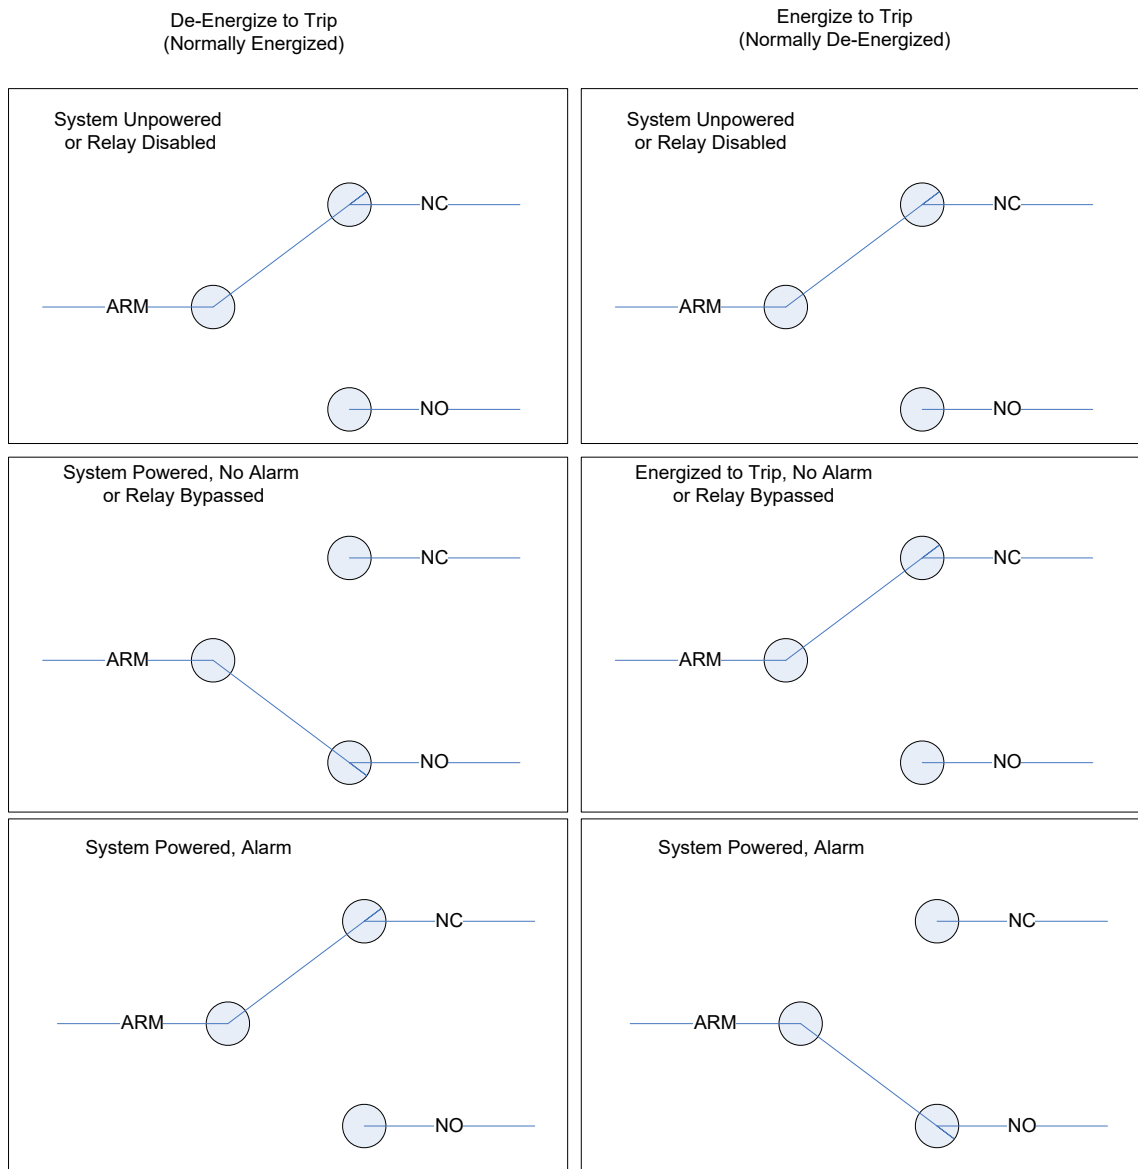 De-Energize to Trip
(Normally Energized)
Energize to Trip
(Normally De-Energized)
System Unpowered
or Relay Disabled
NC
ARM
NO
System Unpowered
or Relay Disabled
NC
ARM
NO
System Powered, No Alarm
or Relay Bypassed
NC
ARM
NO
Energized to Trip, No Alarm
or Relay Bypassed
NC
ARM
NO
System Powered, Alarm
NC
ARM
NO
System Powered, Alarm
NC
ARM
NO